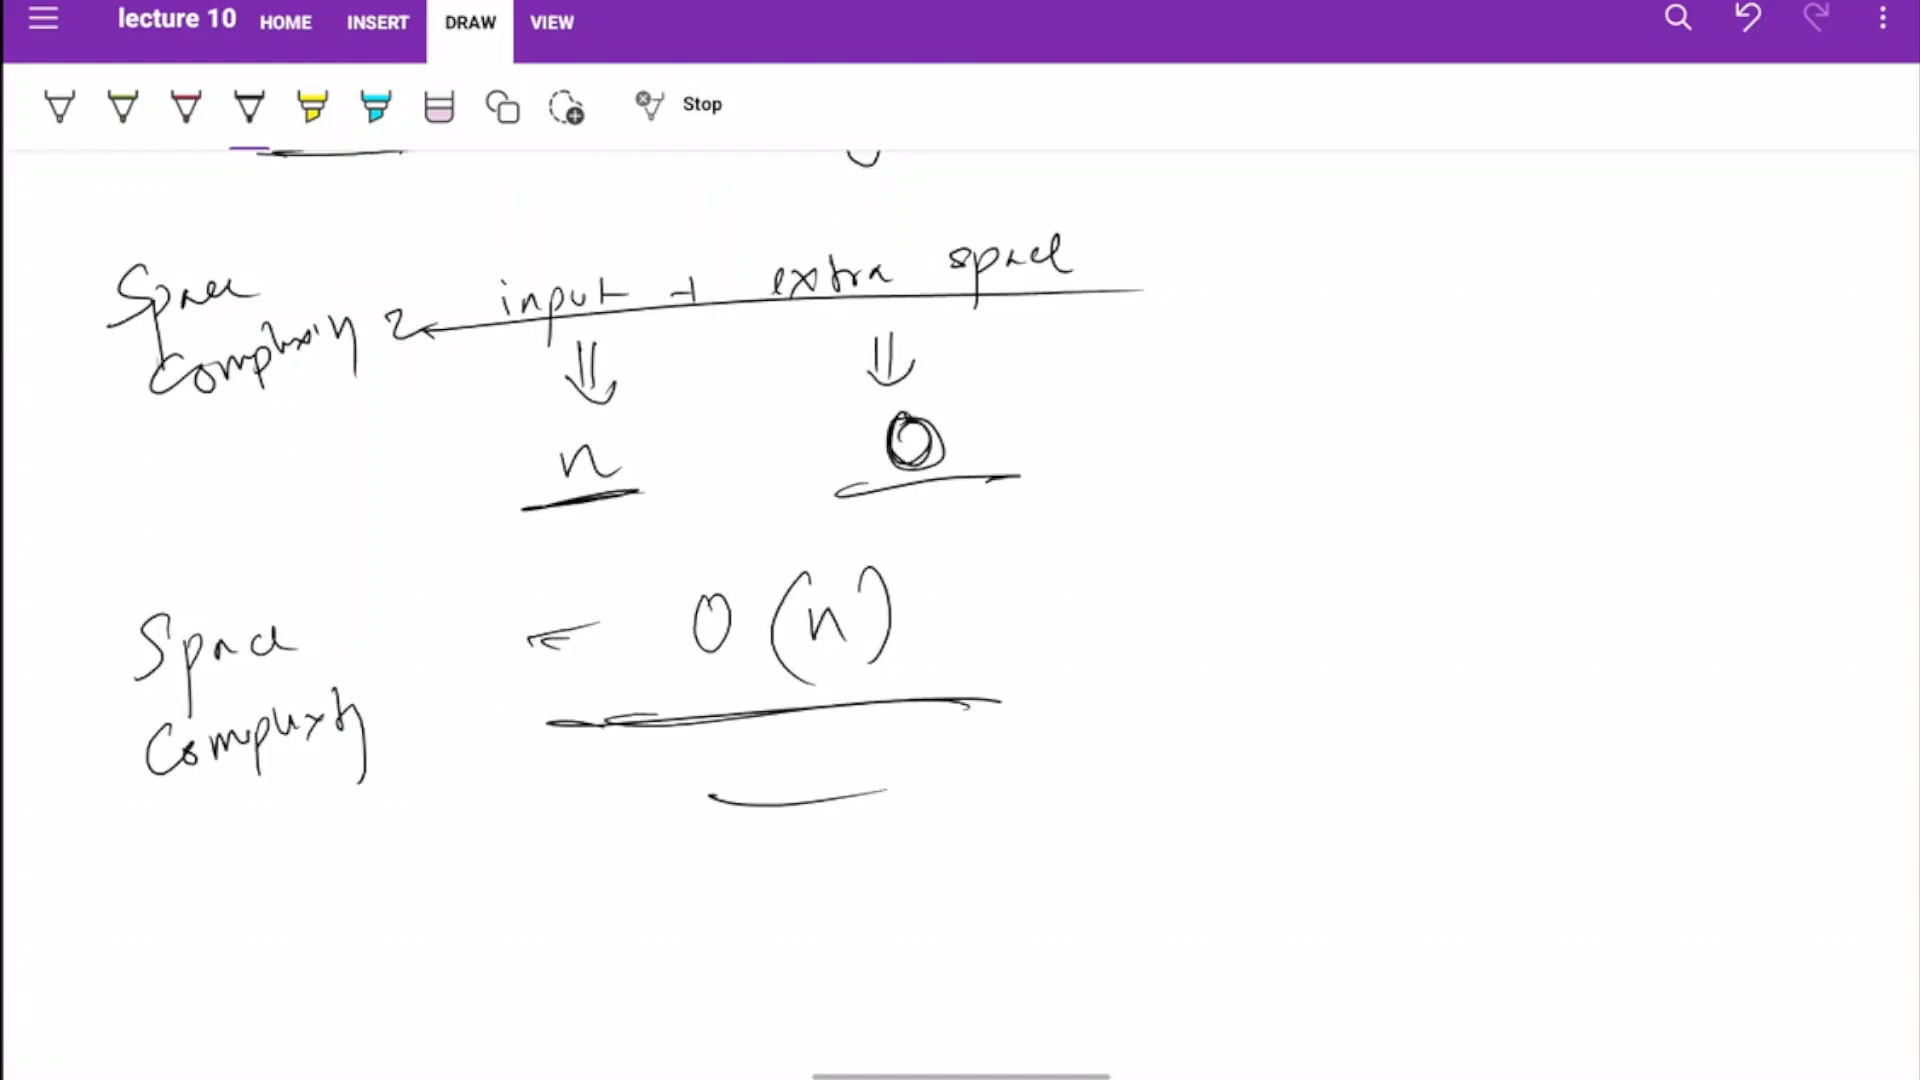 lecture 10 HOME INSERT DRAW VIEW
Stop
Space input + extra space
Complexity =
n 0
Space ← O (n)
Complexity